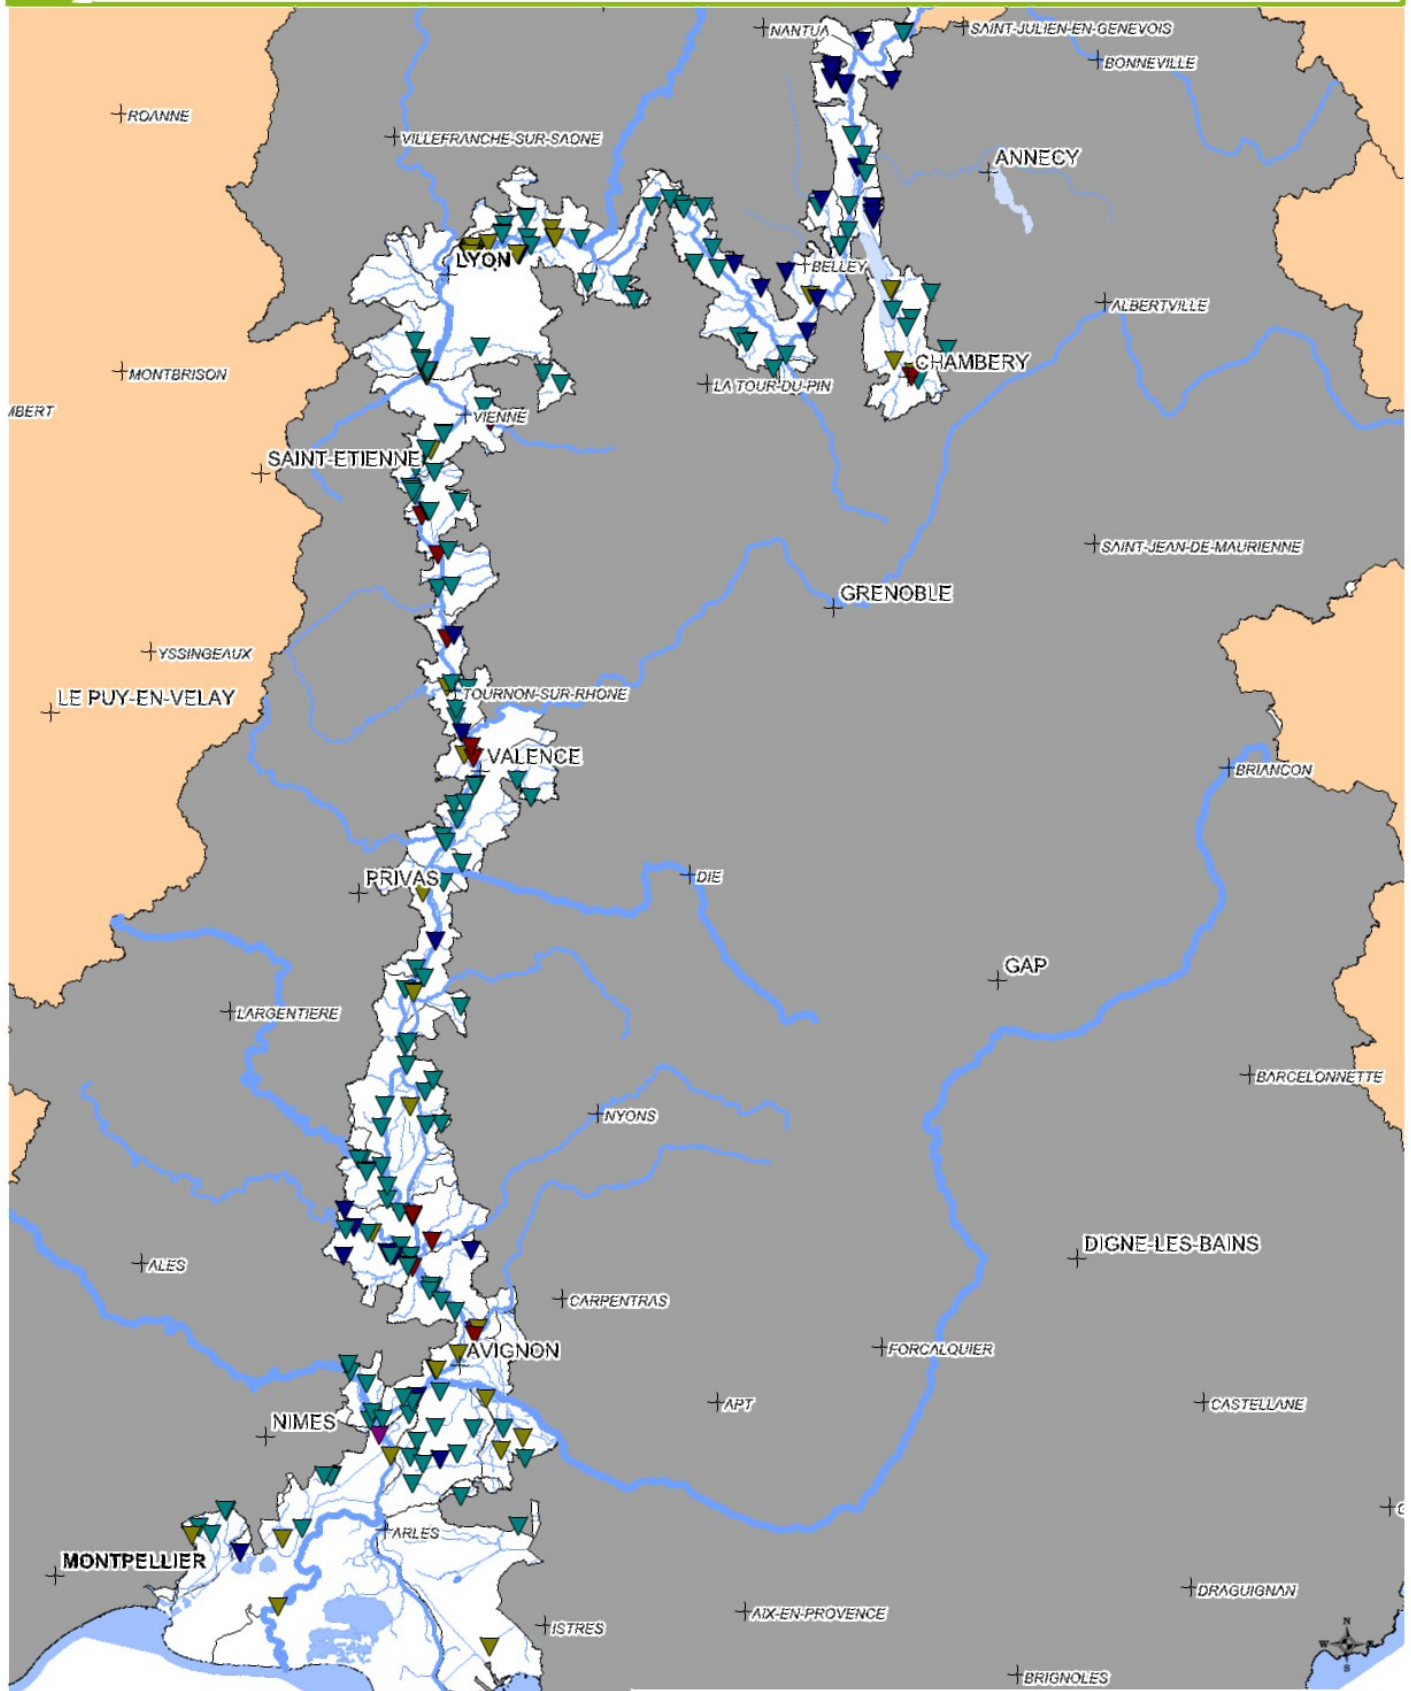 NANTUA
SAINT-JULIEN-EN-GENEVOIS
BONNEVILLE
ROANNE
VILLEFRANCHE-SUR-SAONE
ANNECY
LYON
BELLEY
ALBERTVILLE
MONTBRISON
CHAMBERY
LA TOUR-DU-PIN
MBERT
VIENNE
SAINT-ETIENNE
SAINT-JEAN-DE-MAURIENNE
GRENOBLE
YSSINGEAUX
LE PUY-EN-VELAY
TOURNON-SUR-RHONE
VALENCE
BRIANCON
PRIVAS
DIE
GAP
LARGENTIERE
BARCELONNETTE
NYONS
DIGNE-LES-BAINS
ALES
CARPENTRAS
AVIGNON
FORCALQUIER
APT
CASTELLANE
NIMES
ARLES
MONTPELLIER
DRAGUIGNAN
AIX-EN-PROVENCE
ISTRES
N
W
S
BRIGNOLES